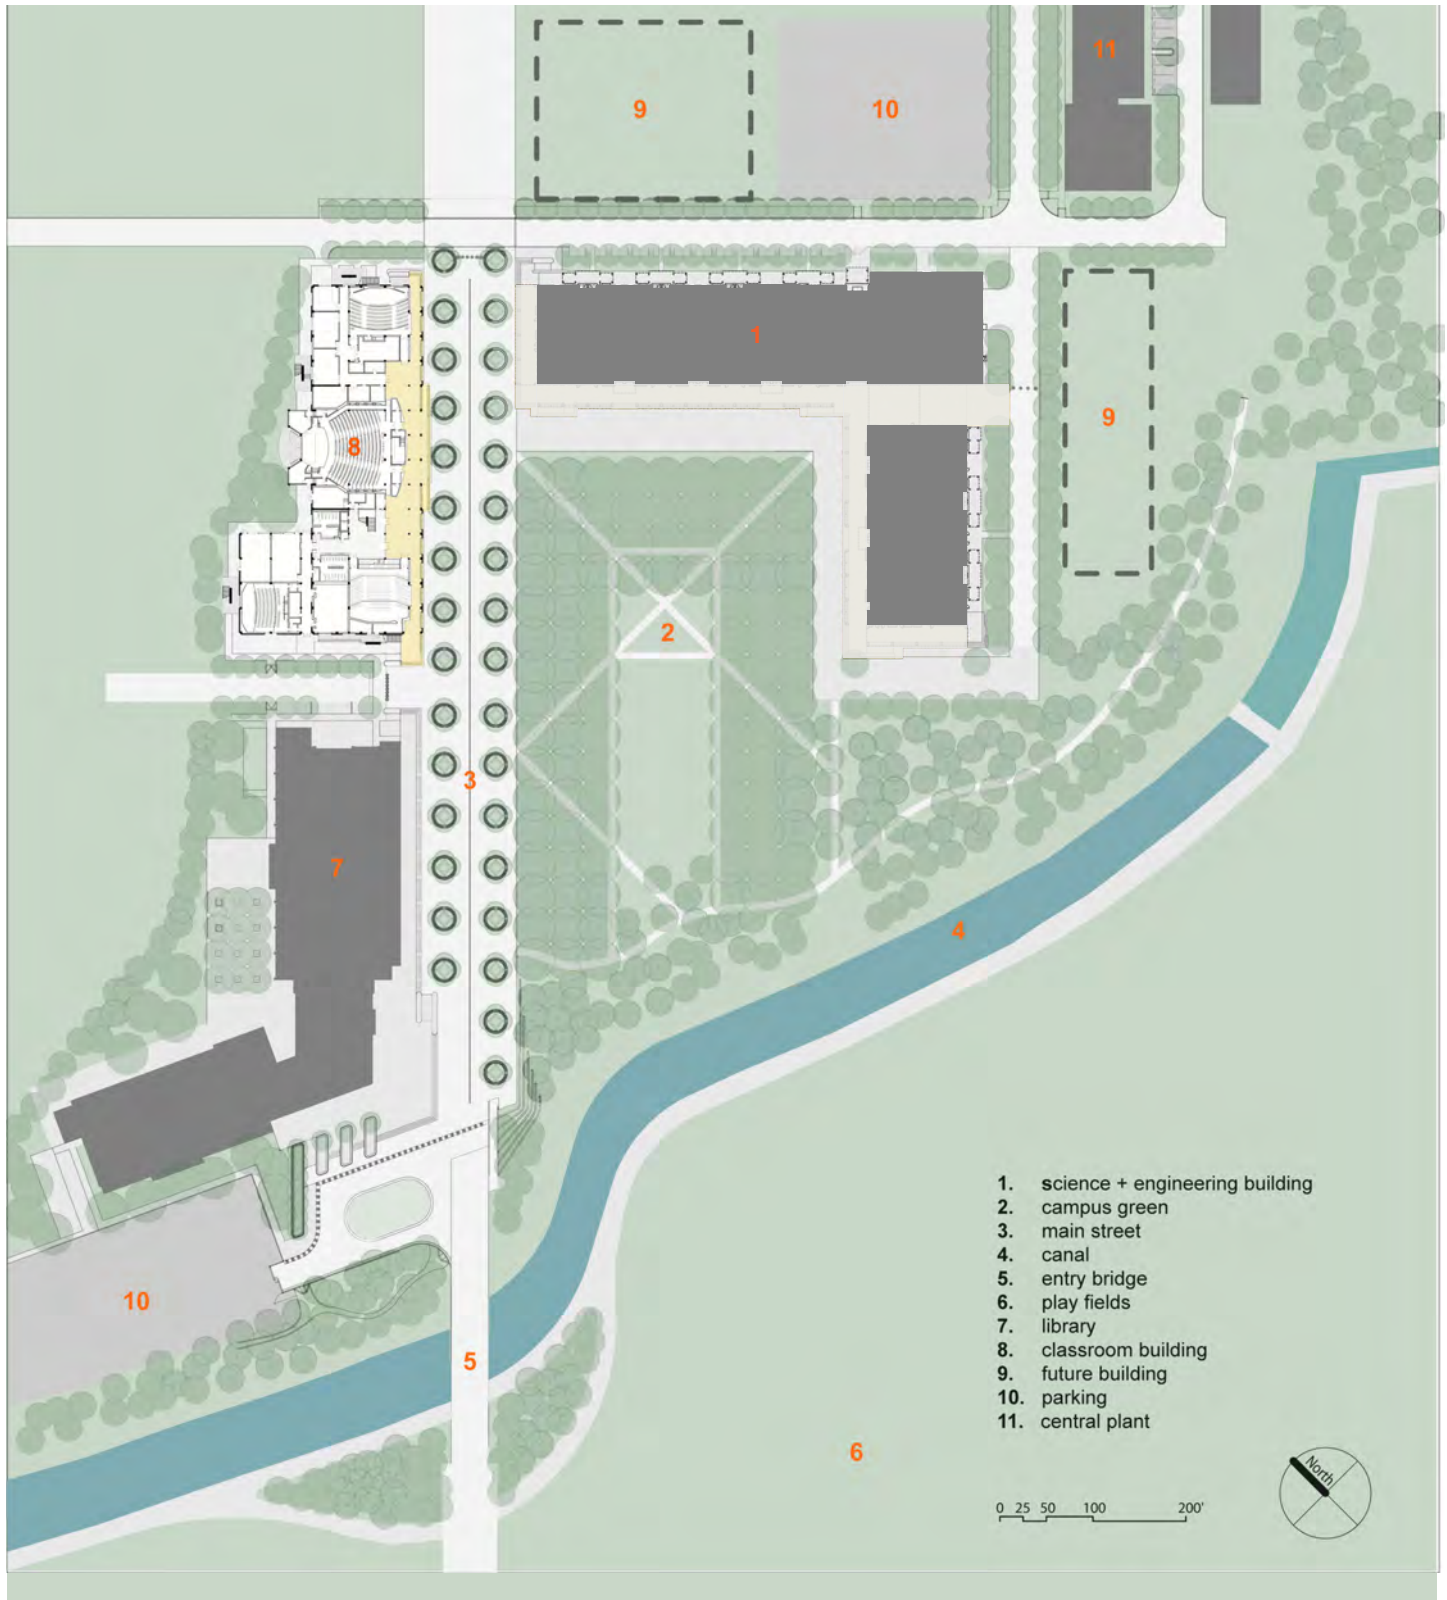 11
9
10
1
9
8
2
3
7
4
10
5
6
1. science + engineering building
2. campus green
3. main street
4. canal
5. entry bridge
6. play fields
7. library
8. classroom building
9. future building
10. parking
11. central plant
North
0 25 50 100 200'